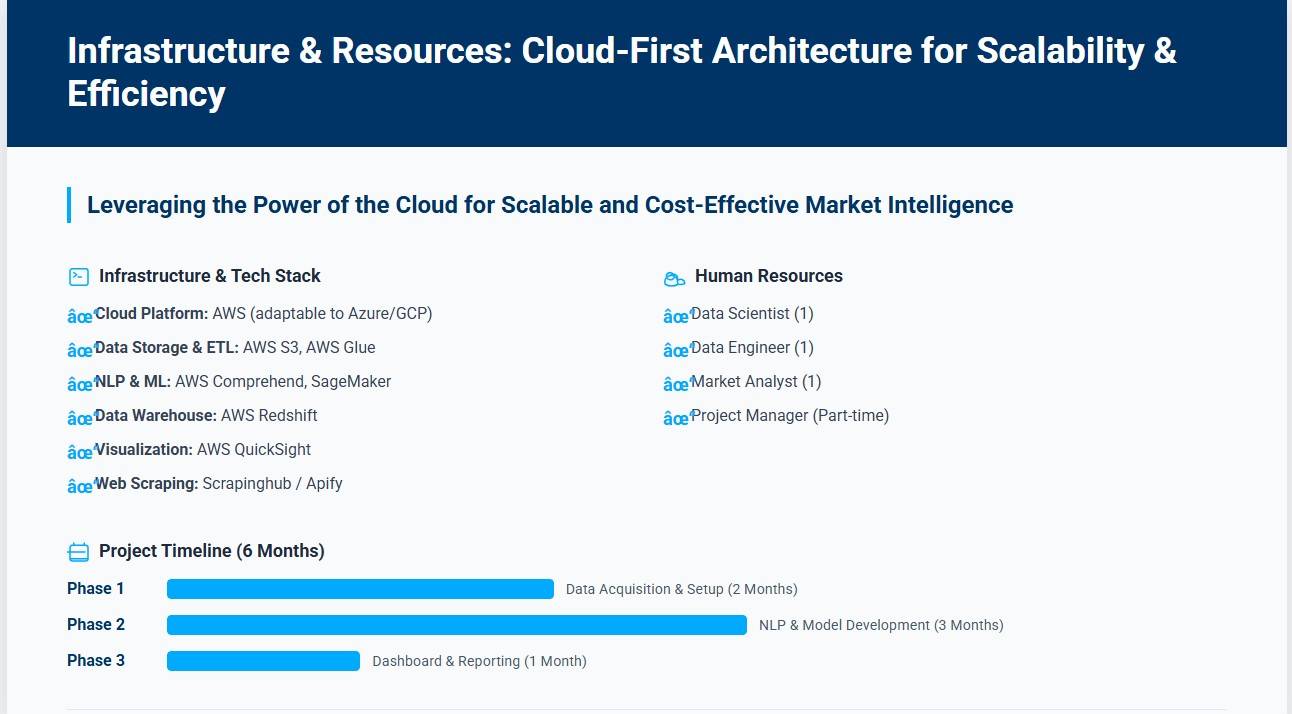 Infrastructure & Resources: Cloud-First Architecture for Scalability &
Efficiency
Leveraging the Power of the Cloud for Scalable and Cost-Effective Market Intelligence
Infrastructure & Tech Stack
âœ“Cloud Platform: AWS (adaptable to Azure/GCP)
âœ“Data Storage & ETL: AWS S3, AWS Glue
âœ“NLP & ML: AWS Comprehend, SageMaker
âœ“Data Warehouse: AWS Redshift
âœ“Visualization: AWS QuickSight
âœ“Web Scraping: Scrapinghub / Apify
Human Resources
âœ“Data Scientist (1)
âœ“Data Engineer (1)
âœ“Market Analyst (1)
âœ“Project Manager (Part-time)
Project Timeline (6 Months)
Phase 1 Data Acquisition & Setup (2 Months)
Phase 2 NLP & Model Development (3 Months)
Phase 3 Dashboard & Reporting (1 Month)